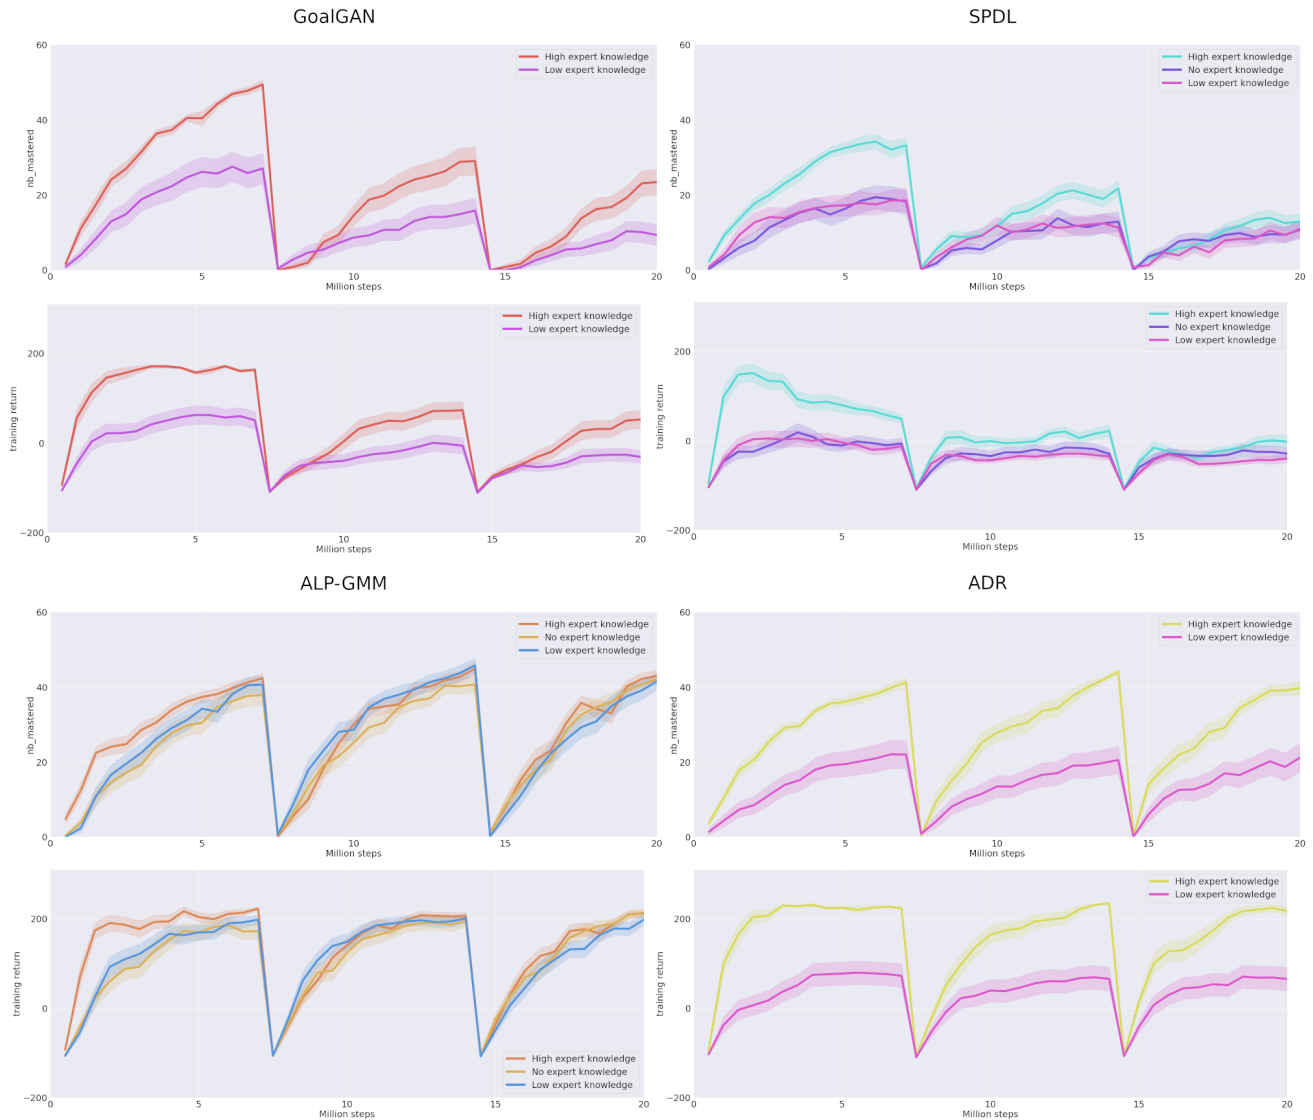 GoalGAN
60
40
20
0
nb_mastered
High expert knowledge
Low expert knowledge
0 5 10 15 20
Million steps
200
0
−200
training return
High expert knowledge
Low expert knowledge
0 5 10 15 20
Million steps
SPDL
60
40
20
0
nb_mastered
High expert knowledge
No expert knowledge
Low expert knowledge
0 5 10 15 20
Million steps
200
0
−200
training return
High expert knowledge
No expert knowledge
Low expert knowledge
0 5 10 15 20
Million steps
ALP-GMM
60
40
20
0
nb_mastered
High expert knowledge
No expert knowledge
Low expert knowledge
0 5 10 15 20
Million steps
200
0
−200
training return
High expert knowledge
No expert knowledge
Low expert knowledge
0 5 10 15 20
Million steps
ADR
60
40
20
0
nb_mastered
High expert knowledge
Low expert knowledge
0 5 10 15 20
Million steps
200
0
−200
training return
High expert knowledge
Low expert knowledge
0 5 10 15 20
Million steps